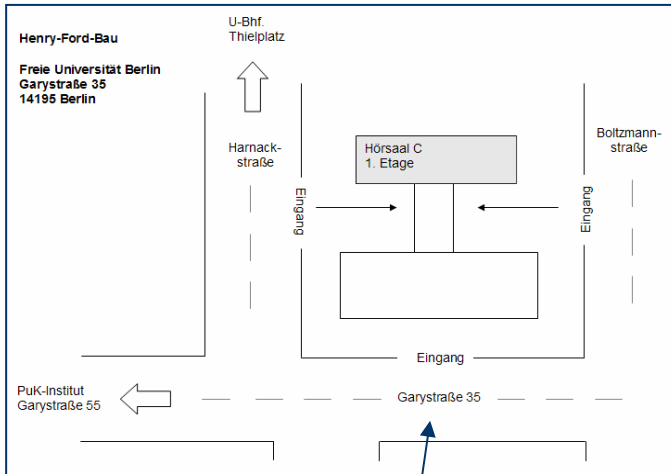 Henry-Ford-Bau
Freie Universität Berlin
Garystraße 35
14195 Berlin
U-Bhf.
Thielplatz
Harnack-
straße
Hörsaal C
1. Etage
Boltzmann-
straße
Eingang
Eingang
Eingang
PuK-Institut
Garystraße 55
Garystraße 35